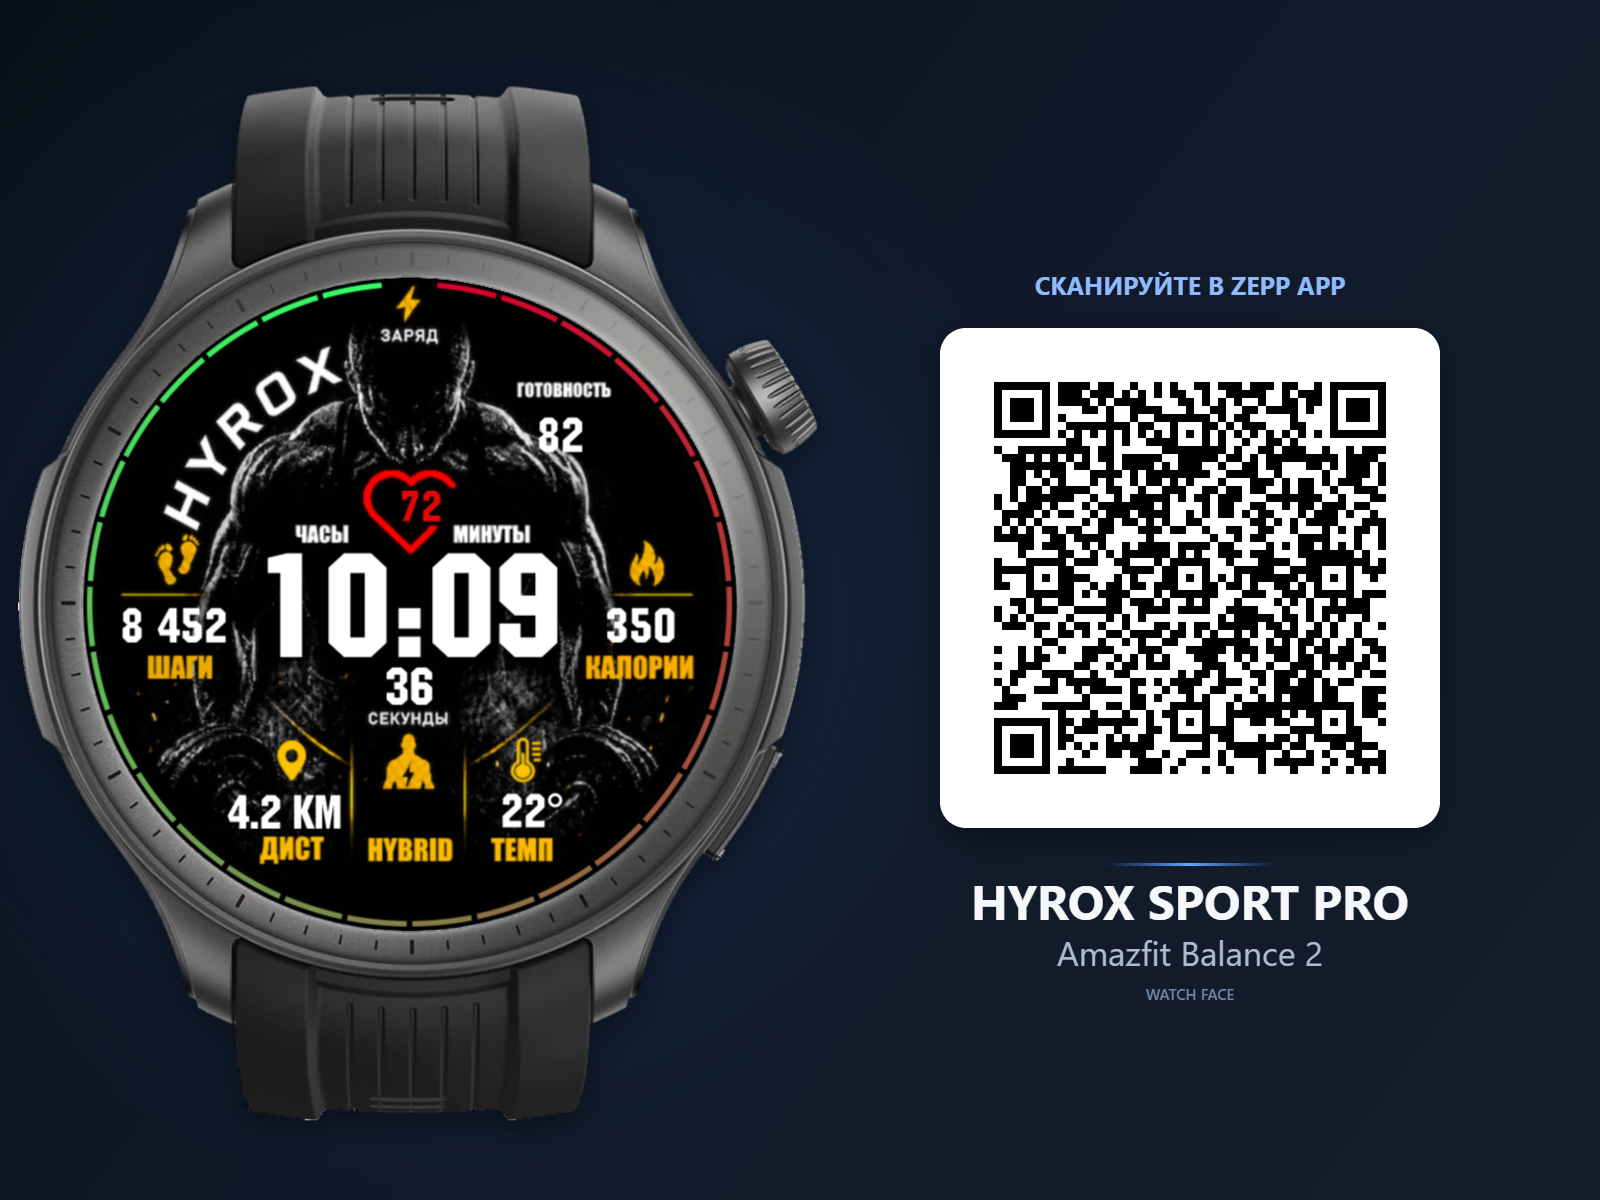 ЗАРЯД
HYROX
ГОТОВНОСТЬ
82
72
ЧАСЫ
МИНУТЫ
10:09
8 452
ШАГИ
350
КАЛОРИИ
36
СЕКУНДЫ
4.2 КМ
ДИСТ
HYBRID
22°
ТЕМП
СКАНИРУЙТЕ В ZEPP APP
HYROX SPORT PRO
Amazfit Balance 2
WATCH FACE